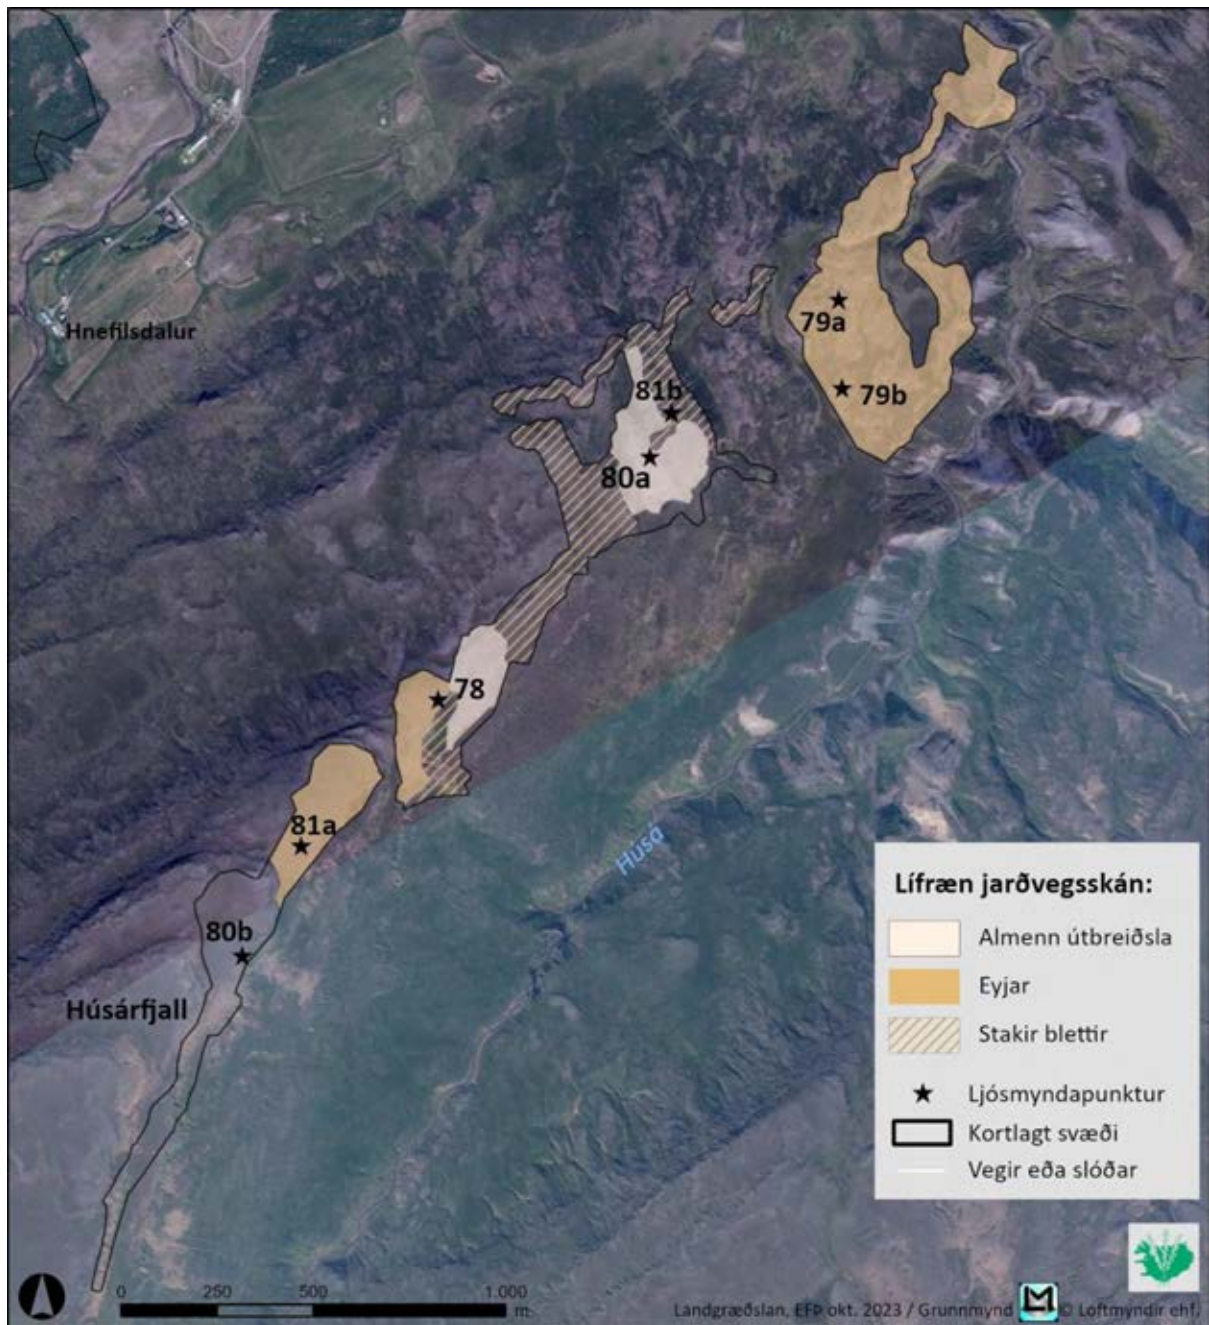 79a
Hnefilsdalur
81b
79b
80a
78
81a
Húsá
80b
Húsárfjall
Lífræn jarðvegsskán:
Almenn útbreiðsla
Eyjar
Stakir blettir
Ljósmyndapunktur
Kortlagt svæði
Vegir eða slóðar
0 250 500 1.000
m
Landgræðslan, EFÞ okt. 2023 / Grunnmynd LM © Loftmyndir ehf.